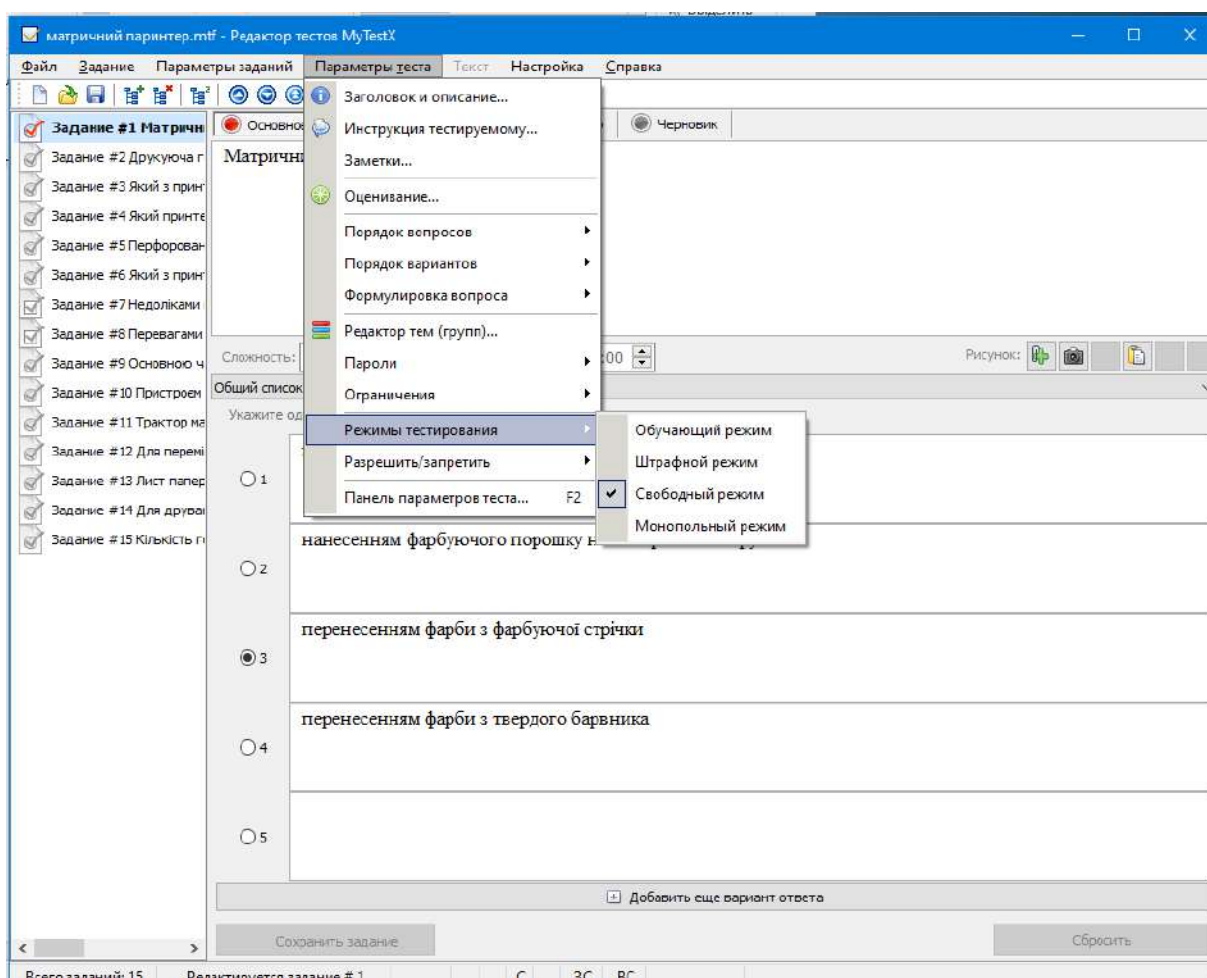 матричний паринтер.mtf - Редактор тестов MyTestX
Файл Задание Параметры заданий Параметры теста Текст Настройка Справка
Заголовок и описание...
Инструкция тестируемому...
Заметки...
Оценивание...
Порядок вопросов
Порядок вариантов
Формулировка вопроса
Редактор тем (групп)...
Пароли
Ограничения
Режимы тестирования
Разрешить/запретить
Панель параметров теста... F2
Обучающий режим
Штрафной режим
Свободный режим
Монопольный режим
Черновик
Задание #1 Матричн
Задание #2 Друкуюча г
Задание #3 Який з прин
Задание #4 Який принте
Задание #5 Перфорован
Задание #6 Який з прин
Задание #7 Недоліками
Задание #8 Перевагами
Задание #9 Основною ч
Задание #10 Пристроем
Задание #11 Трактор ма
Задание #12 Для перемі
Задание #13 Лист папер
Задание #14 Для друва
Задание #15 Кількість г
Основно
Матричн
Сложность: :00 Рисунок:
Общий список
Укажите од
1
нанесенням фарбуючого порошку
2
перенесенням фарби з фарбуючої стрічки
3
перенесенням фарби з твердого барвника
4
5
Добавить еще вариант ответа
Сохранить задание Сбросить
Всего заданий: 15 Редактируется задание # 1 С ЗС ВС